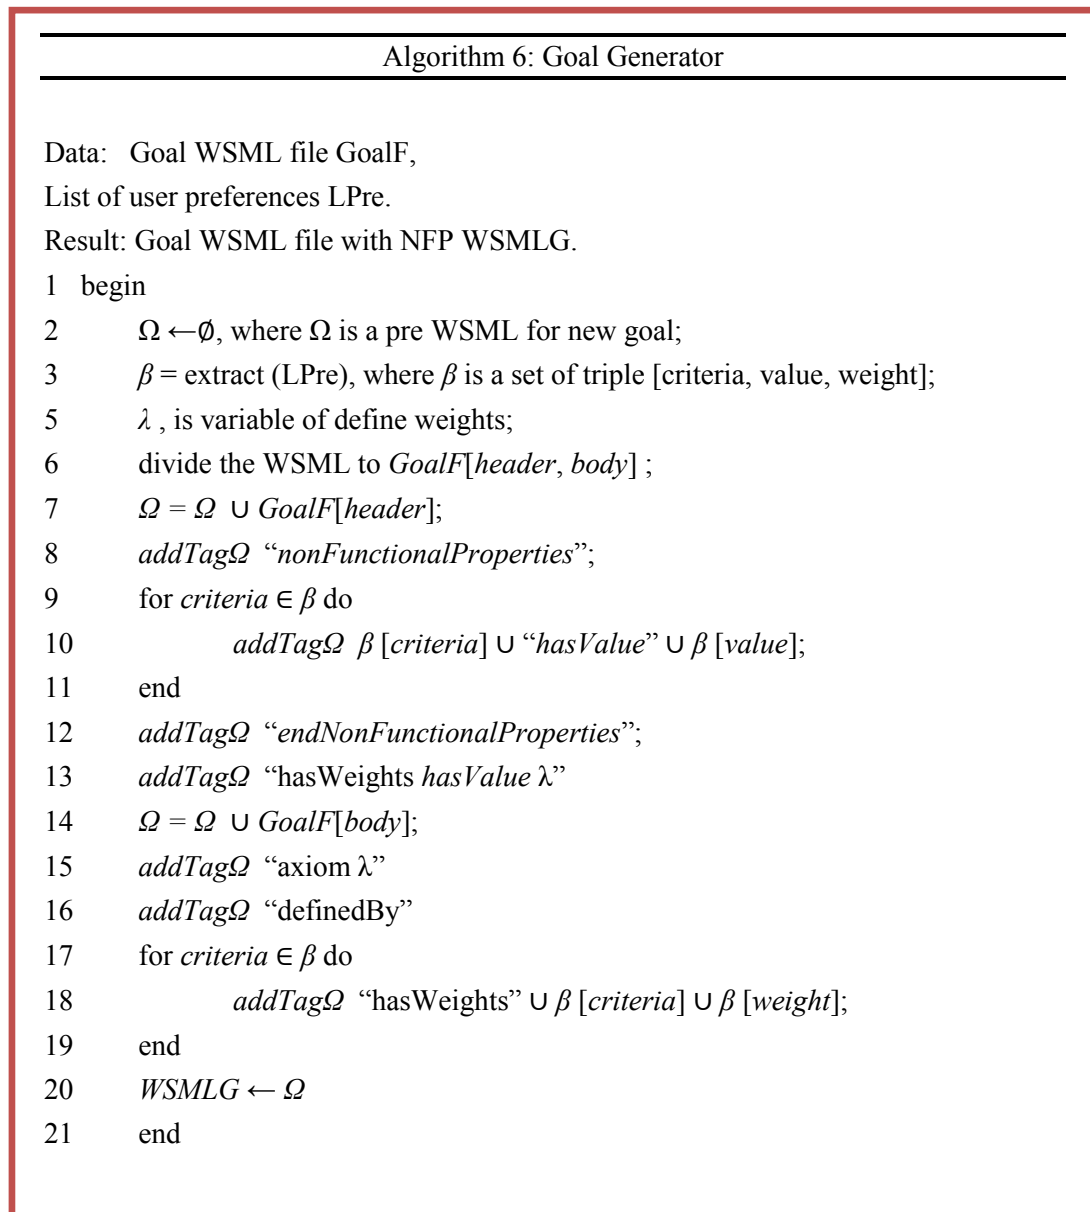 Algorithm 6: Goal Generator
Data: Goal WSML file GoalF,
List of user preferences LPre.
Result: Goal WSML file with NFP WSMLG.
1 begin
2 Ω ←∅, where Ω is a pre WSML for new goal;
3 β = extract (LPre), where β is a set of triple [criteria, value, weight];
5 λ , is variable of define weights;
6 divide the WSML to GoalF[header, body] ;
7 Ω = Ω ∪ GoalF[header];
8 addTagΩ “nonFunctionalProperties”;
9 for criteria ∈ β do
10 addTagΩ β [criteria] ∪ “hasValue” ∪ β [value];
11 end
12 addTagΩ “endNonFunctionalProperties”;
13 addTagΩ “hasWeights hasValue λ”
14 Ω = Ω ∪ GoalF[body];
15 addTagΩ “axiom λ”
16 addTagΩ “definedBy”
17 for criteria ∈ β do
18 addTagΩ “hasWeights” ∪ β [criteria] ∪ β [weight];
19 end
20 WSMLG ← Ω
21 end